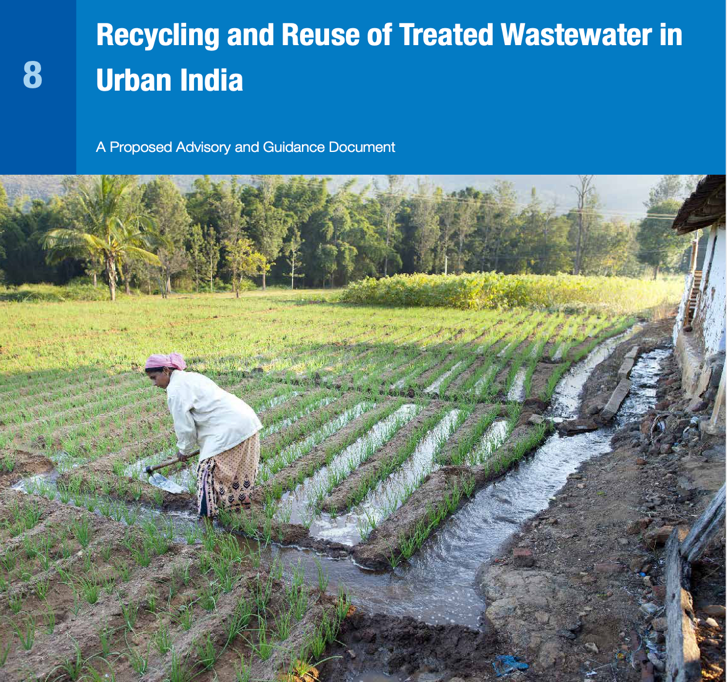 8
Recycling and Reuse of Treated Wastewater in
Urban India
A Proposed Advisory and Guidance Document